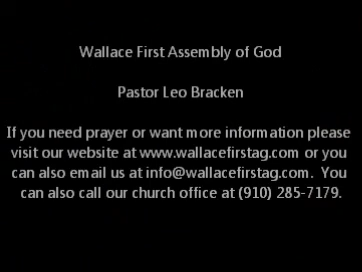 Wallace First Assembly of God
Pastor Leo Bracken
If you need prayer or want more information please
visit our website at www.wallacefirstag.com or you
can also email us at info@wallacefirstag.com.  You
can also call our church office at (910) 285-7179.